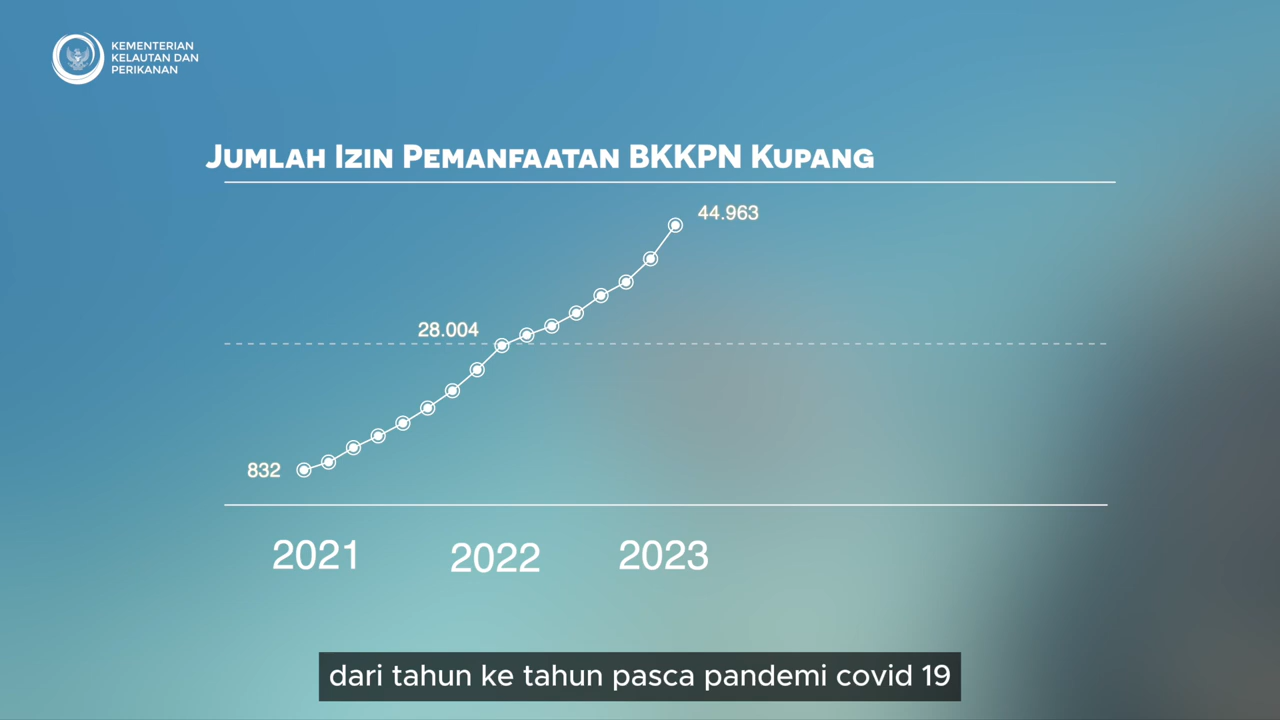 KEMENTERIAN
KELAUTAN DAN
PERIKANAN
Jumlah Izin Pemanfaatan BKKPN Kupang
44.963
28.004
832
2021
2022
2023
dari tahun ke tahun pasca pandemi covid 19